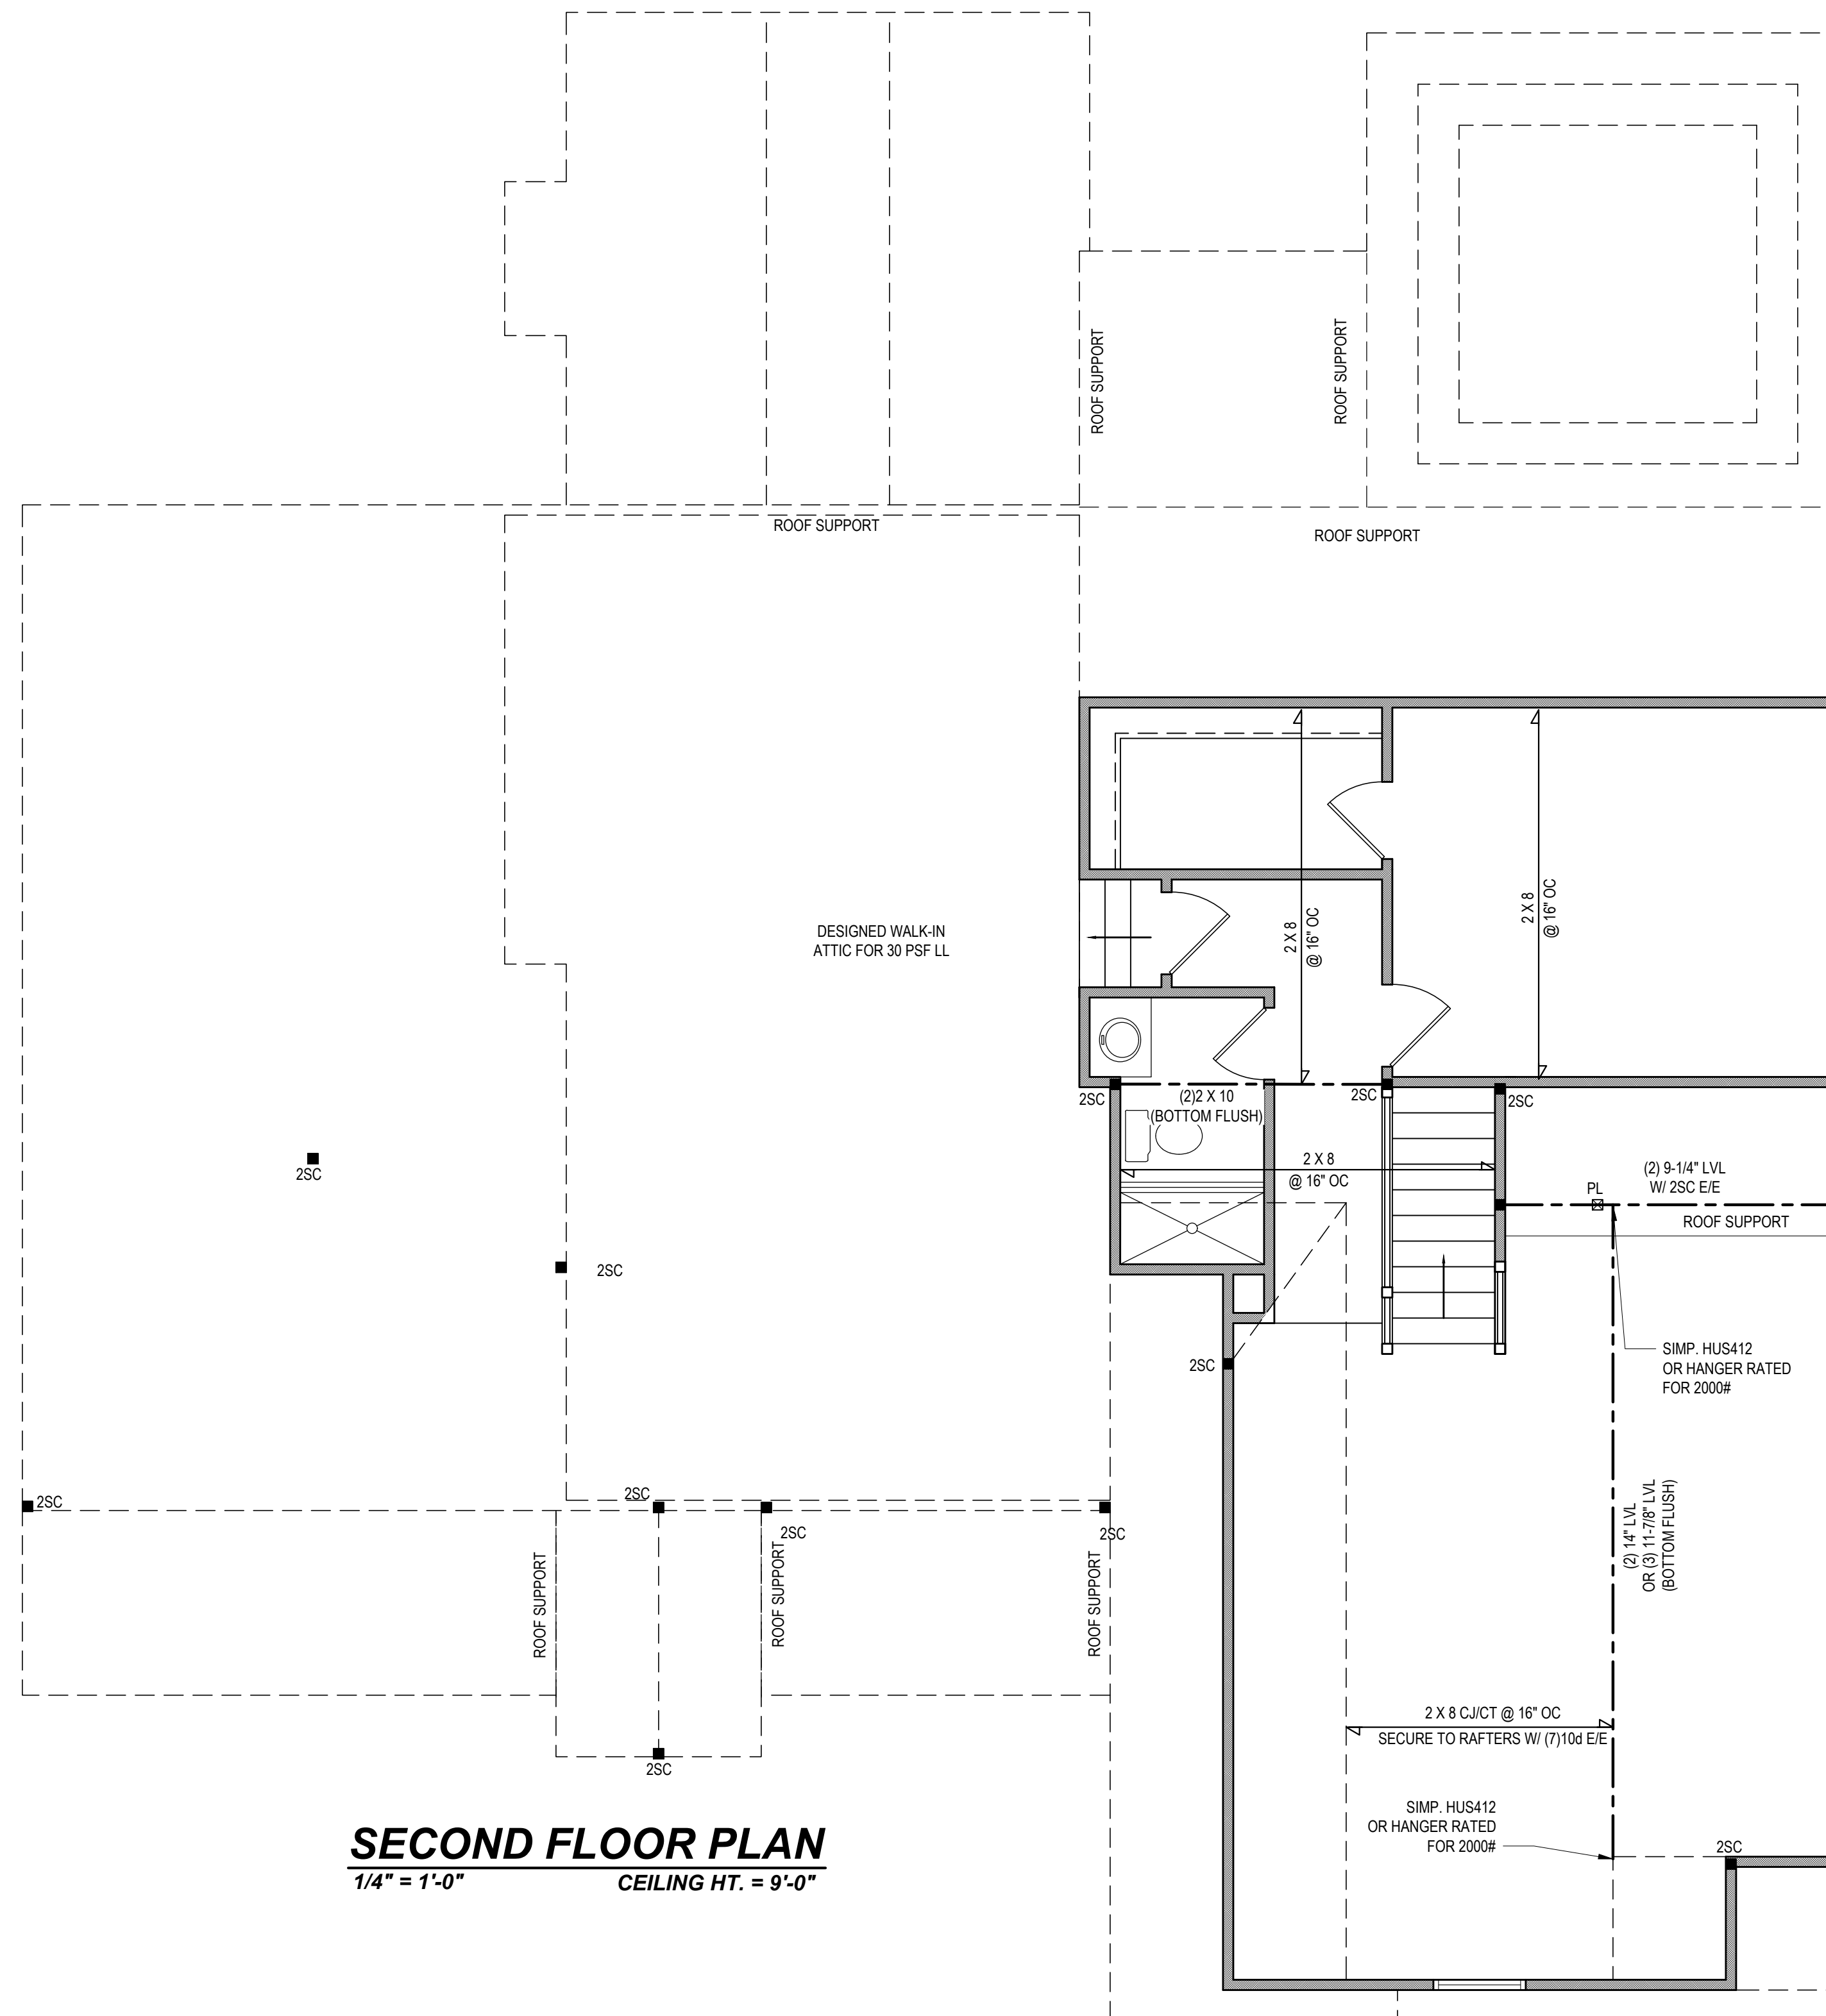 ROOF SUPPORT
ROOF SUPPORT
ROOF SUPPORT
ROOF SUPPORT
DESIGNED WALK-IN
ATTIC FOR 30 PSF LL
2 X 8
@ 16" OC
2 X 8
@ 16" OC
2SC
(2)2 X 10
(BOTTOM FLUSH)
2SC
2SC
2 X 8
@ 16" OC
(2) 9-1/4" LVL
W/ 2SC E/E
PL
ROOF SUPPORT
2SC
2SC
2SC
SIMP. HUS412
OR HANGER RATED
FOR 2000#
2SC
2SC
2SC
2SC
(2) 14" LVL
OR (3) 11-7/8" LVL
(BOTTOM FLUSH)
ROOF SUPPORT
ROOF SUPPORT
ROOF SUPPORT
2 X 8 CJ/CT @ 16" OC
SECURE TO RAFTERS W/ (7)10d E/E
2SC
SIMP. HUS412
OR HANGER RATED
FOR 2000#
2SC
SECOND FLOOR PLAN
1/4" = 1'-0"
CEILING HT. = 9'-0"